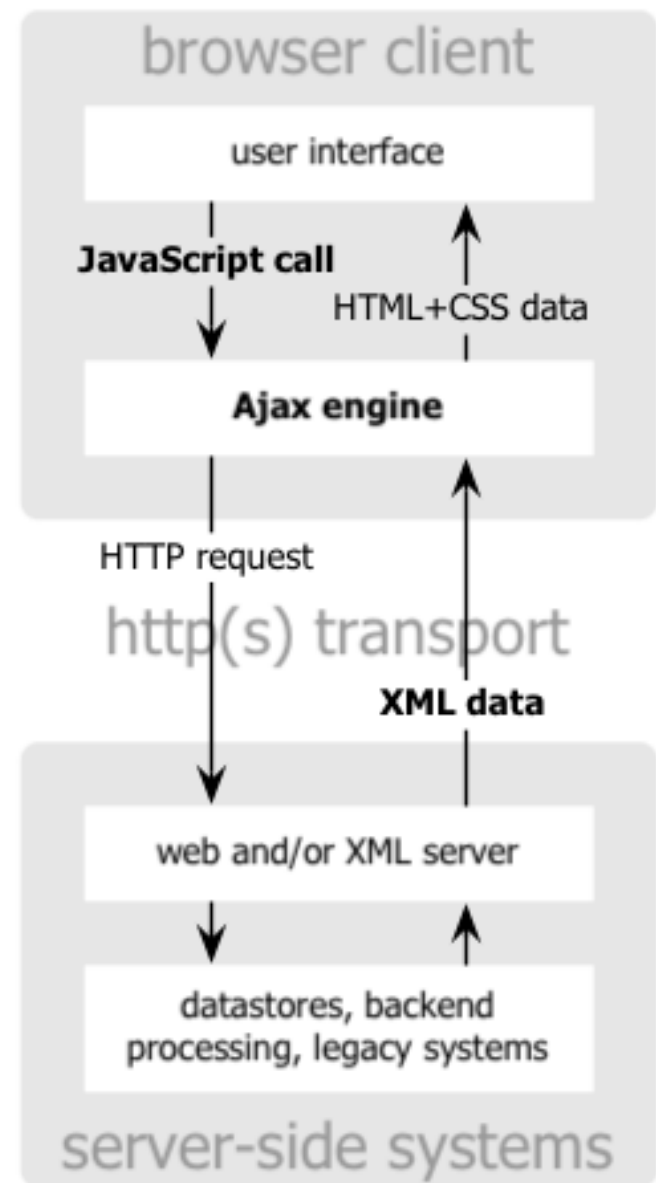 browser client
user interface
JavaScript call
HTML+CSS data
Ajax engine
HTTP request
http(s) transport
XML data
web and/or XML server
datastores, backend
processing, legacy systems
server-side systems